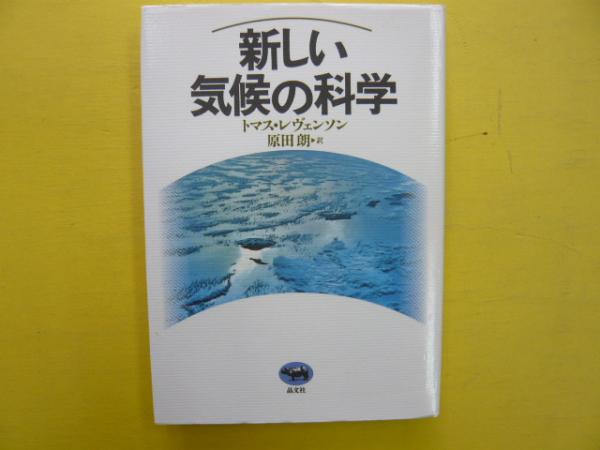 新しい
気候の科学
トマス・レヴェンソン
原田 朗▶訳
晶文社